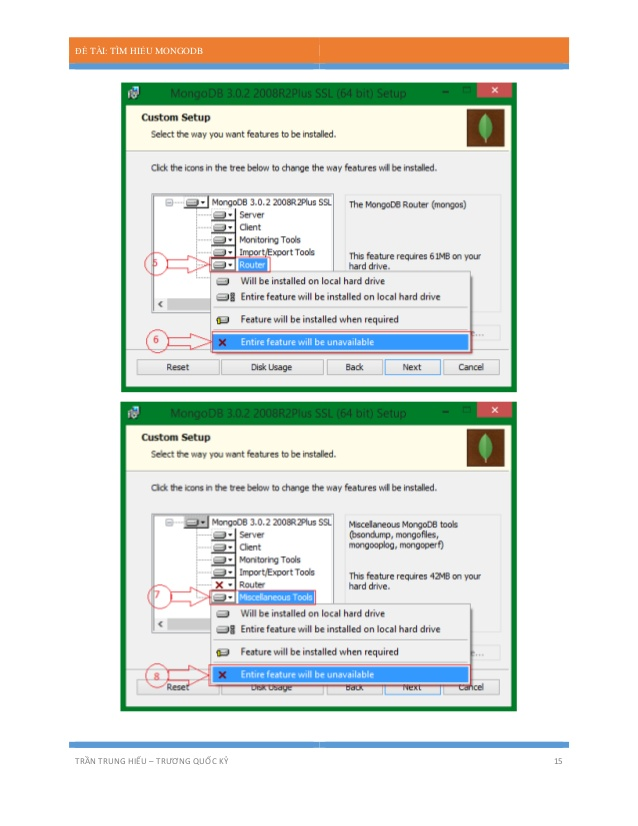 ĐỀ TÀI: TÌM HIỂU MONGODB
MongoDB 3.0.2 2008R2Plus SSL (64 bit) Setup
Custom Setup
Select the way you want features to be installed.
Click the icons in the tree below to change the way features will be installed.
MongoDB 3.0.2 2008R2Plus SSL
Server
Client
Monitoring Tools
Import/Export Tools
5
Router
The MongoDB Router (mongos)
This feature requires 61MB on your
hard drive.
Will be installed on local hard drive
Entire feature will be installed on local hard drive
Feature will be installed when required
6
Entire feature will be unavailable
Reset
Disk Usage
Back
Next
Cancel
MongoDB 3.0.2 2008R2Plus SSL (64 bit) Setup
Custom Setup
Select the way you want features to be installed.
Click the icons in the tree below to change the way features will be installed.
MongoDB 3.0.2 2008R2Plus SSL
Server
Client
Monitoring Tools
Import/Export Tools
Router
7
Miscellaneous Tools
Miscellaneous MongoDB tools
(bsondump, mongofiles,
mongooplog, mongoperf)
This feature requires 42MB on your
hard drive.
Will be installed on local hard drive
Entire feature will be installed on local hard drive
Feature will be installed when required
8
Entire feature will be unavailable
Reset
Disk Usage
Back
Next
Cancel
TRẦN TRUNG HIẾU – TRƯƠNG QUỐC KỲ
15